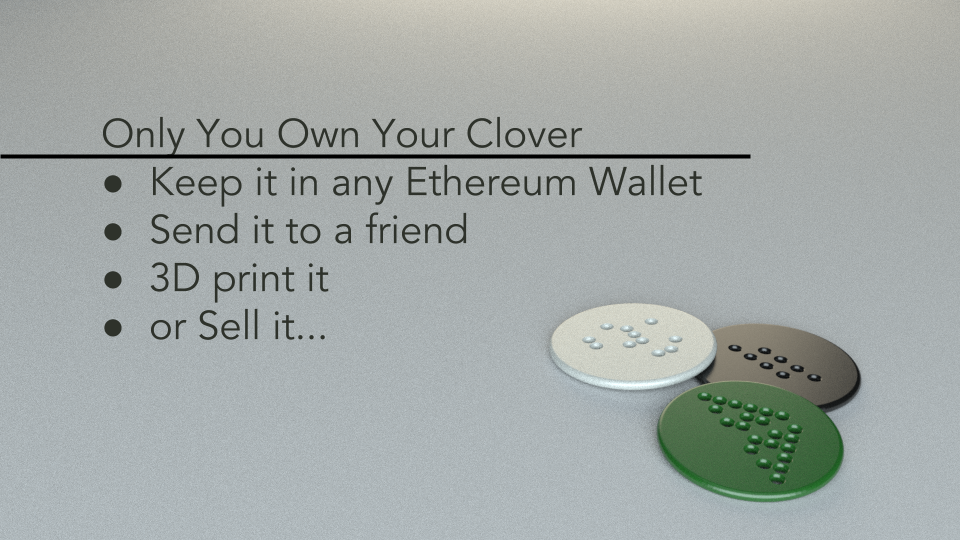 Only You Own Your Clover
● Keep it in any Ethereum Wallet
● Send it to a friend
● 3D print it
● or Sell it...